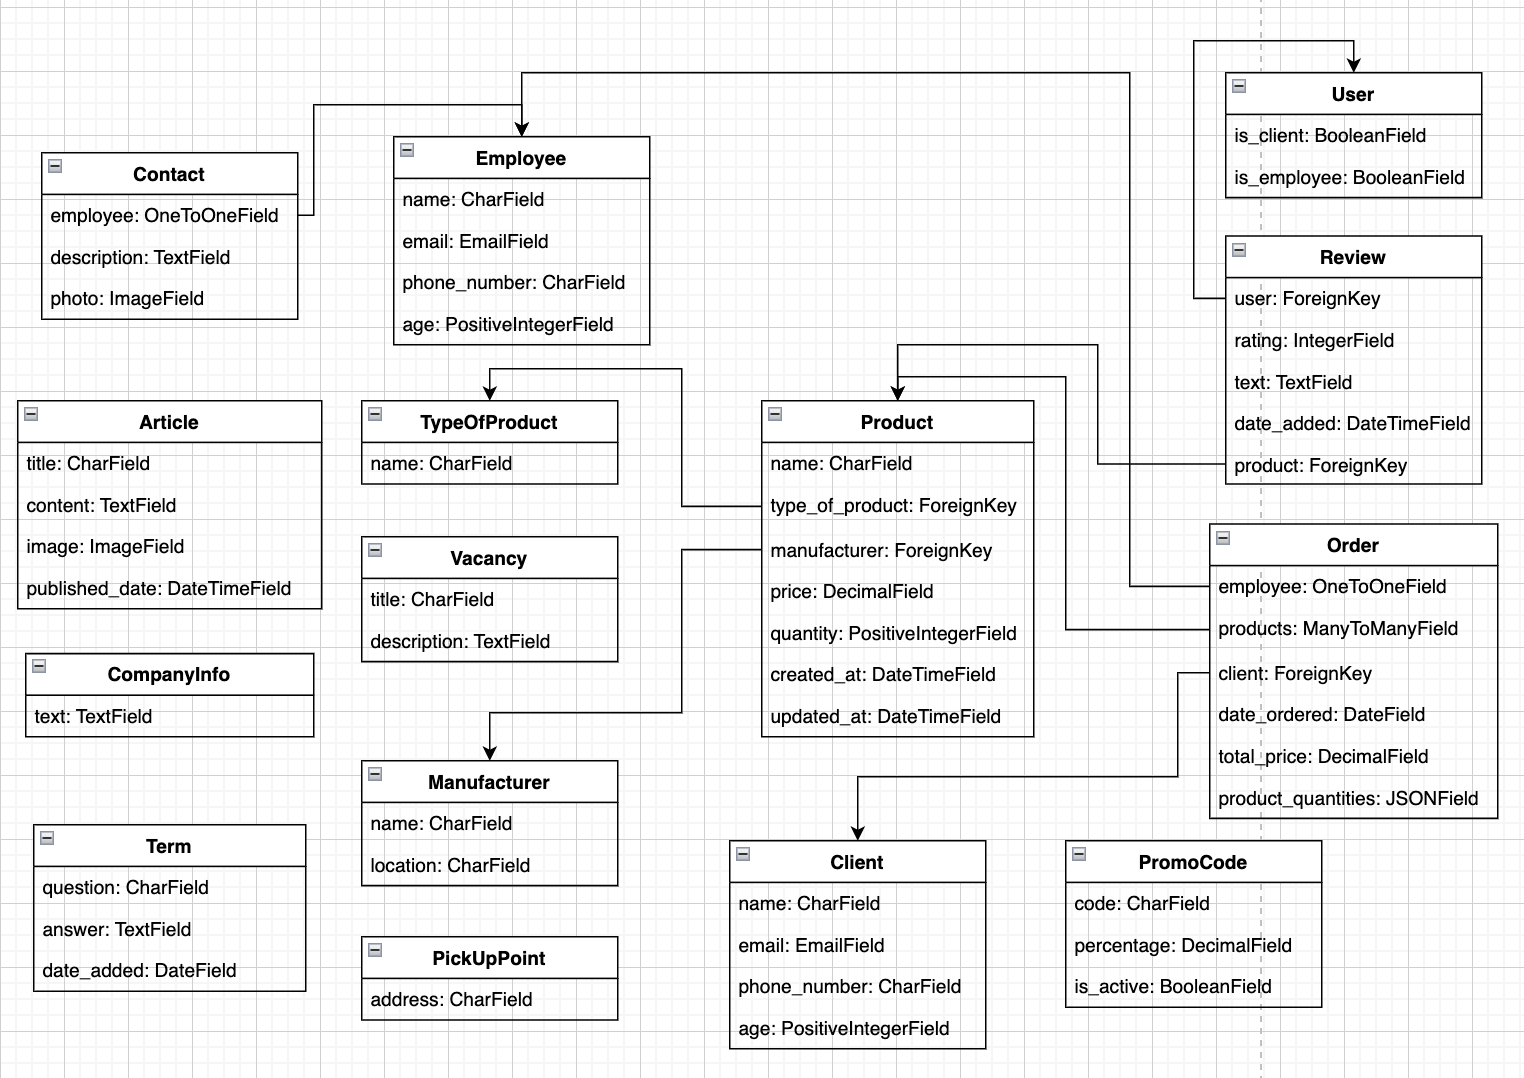 User
is_client: BooleanField
is_employee: BooleanField
Contact
employee: OneToOneField
description: TextField
photo: ImageField
Employee
name: CharField
email: EmailField
phone_number: CharField
age: PositiveIntegerField
Review
user: ForeignKey
rating: IntegerField
text: TextField
date_added: DateTimeField
product: ForeignKey
Article
title: CharField
content: TextField
image: ImageField
published_date: DateTimeField
TypeOfProduct
name: CharField
Product
name: CharField
type_of_product: ForeignKey
manufacturer: ForeignKey
price: DecimalField
quantity: PositiveIntegerField
created_at: DateTimeField
updated_at: DateTimeField
Vacancy
title: CharField
description: TextField
Order
employee: OneToOneField
products: ManyToManyField
client: ForeignKey
date_ordered: DateField
total_price: DecimalField
product_quantities: JSONField
CompanyInfo
text: TextField
Manufacturer
name: CharField
location: CharField
Term
question: CharField
answer: TextField
date_added: DateField
Client
name: CharField
email: EmailField
phone_number: CharField
age: PositiveIntegerField
PromoCode
code: CharField
percentage: DecimalField
is_active: BooleanField
PickUpPoint
address: CharField